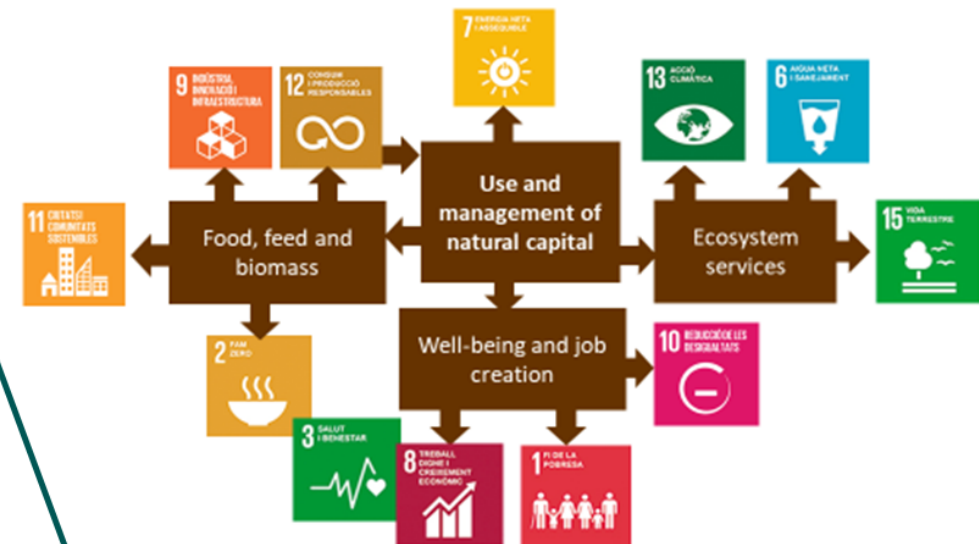 7 ENERGIA NETA
I ASSEQUIBLE
9 INDÚSTRIA,
INNOVACIÓ I
INFRAESTRUCTURA
12 CONSUM
I PRODUCCIÓ
RESPONSABLES
13 ACCIÓ
CLIMÀTICA
6 AIGUA NETA
I SANEJAMENT
Use and
management of
natural capital
11 CIUTATS I
COMUNITATS
SOSTENIBLES
Food, feed and
biomass
Ecosystem
services
15 VIDA
TERRESTRE
2 FAM
ZERO
Well-being and job
creation
10 REDUCCIÓ DE LES
DESIGUALTATS
3 SALUT
I BENESTAR
8 TREBALL
DIGNE I
CREIXEMENT
ECONÒMIC
1 FI DE LA
POBRESA